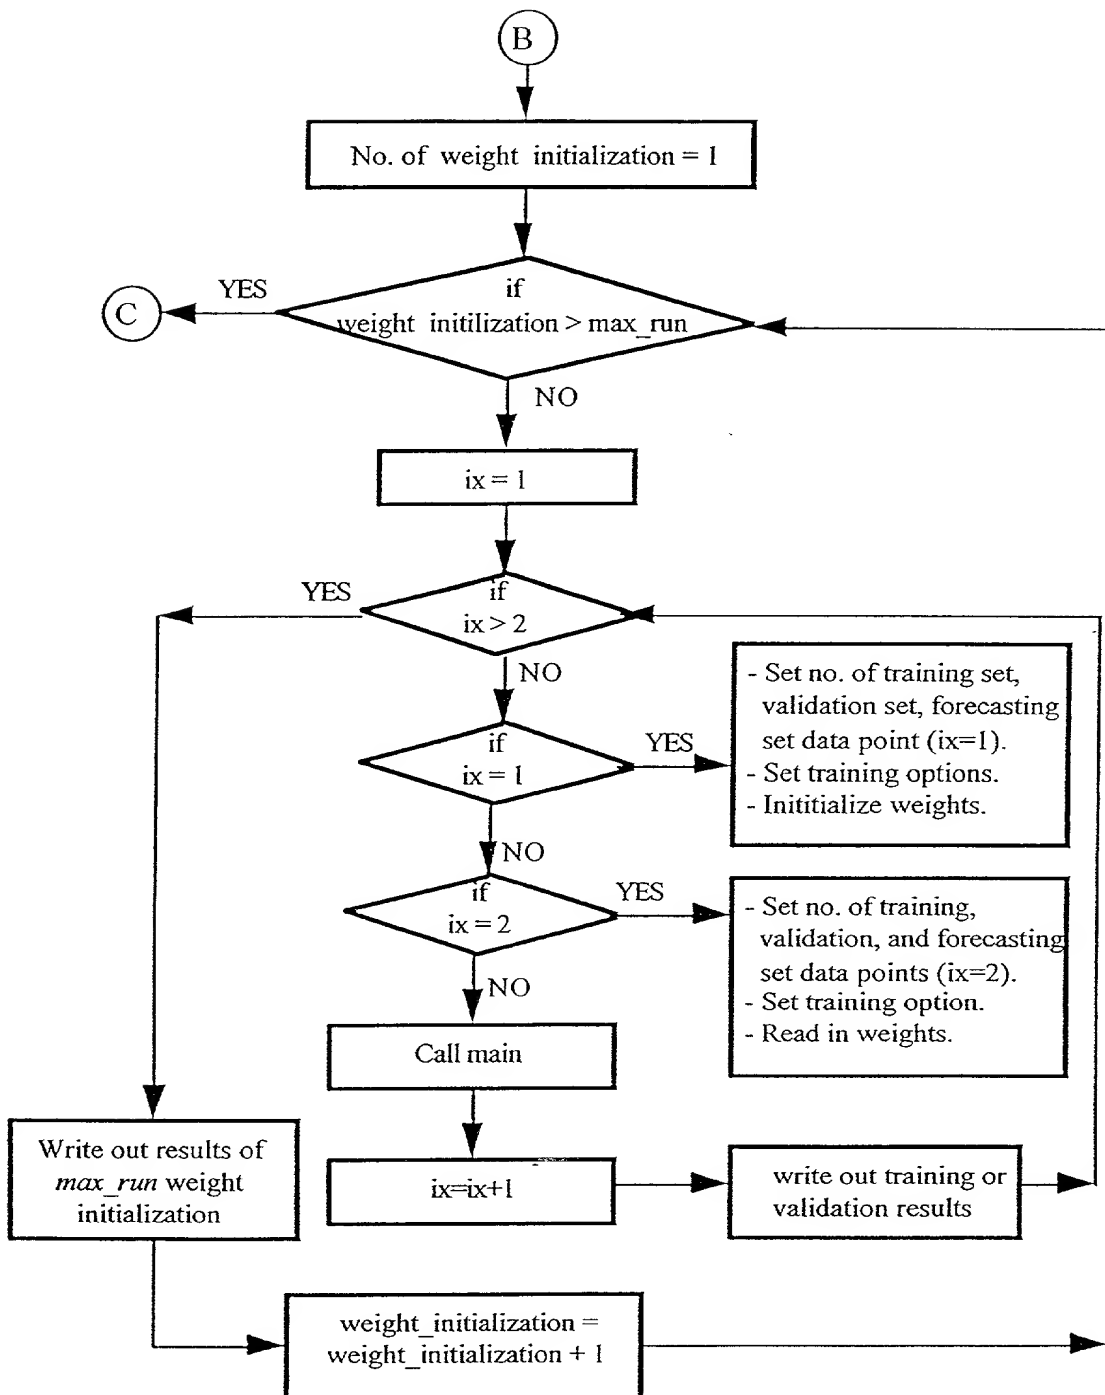 B
No. of weight initialization = 1
if
weight initilization > max_run
YES
C
NO
ix = 1
if
ix > 2
YES
NO
if
ix = 1
YES
- Set no. of training set,
validation set, forecasting
set data point (ix=1).
- Set training options.
- Inititialize weights.
NO
if
ix = 2
YES
- Set no. of training,
validation, and forecasting
set data points (ix=2).
- Set training option.
- Read in weights.
NO
Call main
ix=ix+1
write out training or
validation results
Write out results of
max_run weight
initialization
weight_initialization =
weight_initialization + 1